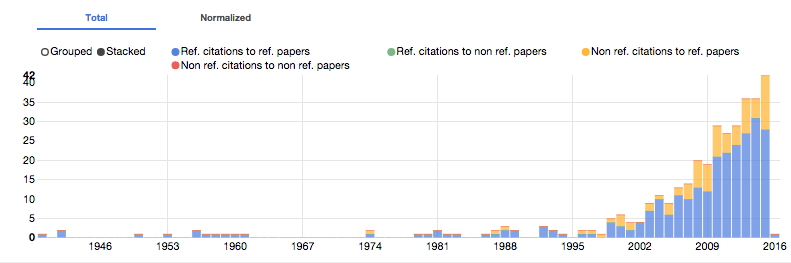 Total Normalized
Grouped Stacked Ref. citations to ref. papers Ref. citations to non ref. papers Non ref. citations to ref. papers
Non ref. citations to non ref. papers
42
40
35
30
25
20
15
10
5
0
1946 1953 1960 1967 1974 1981 1988 1995 2002 2009 2016